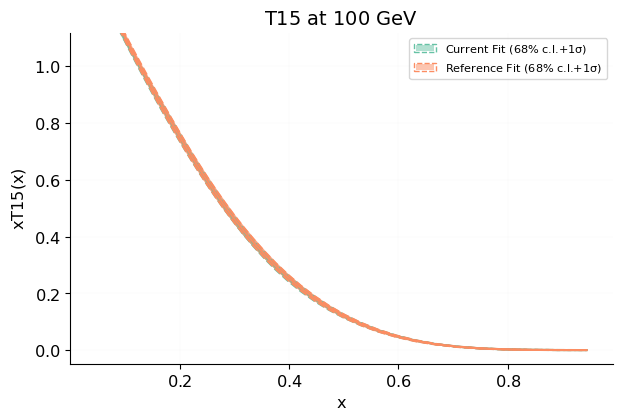 T15 at 100 GeV
Current Fit (68% c.l.+1σ)
Reference Fit (68% c.l.+1σ)
xT15(x)
1.0
0.8
0.6
0.4
0.2
0.0
0.2 0.4 0.6 0.8
x